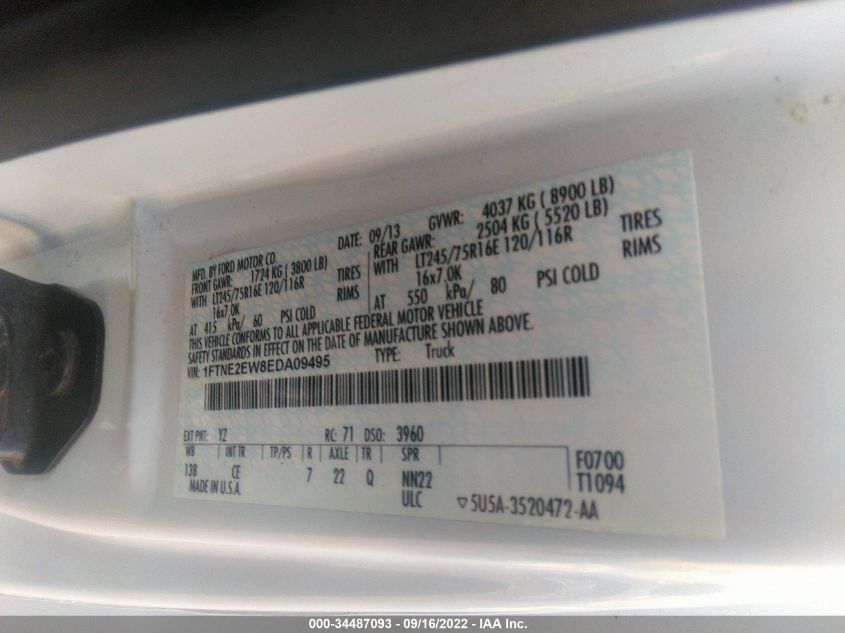 MFD. BY FORD MOTOR CO. DATE: 09/13 GVWR: 4037 KG ( 8900 LB)
FRONT GAWR: 1724 KG ( 3800 LB) REAR GAWR: 2504 KG ( 5520 LB)
WITH LT245/75R16E 120/116R TIRES WITH LT245/75R16E 120/116R TIRES
16x7.0K RIMS 16x7.0K RIMS
AT 415 kPa/ 60 PSI COLD AT 550 kPa/ 80 PSI COLD
THIS VEHICLE CONFORMS TO ALL APPLICABLE FEDERAL MOTOR VEHICLE
SAFETY STANDARDS IN EFFECT ON THE DATE OF MANUFACTURE SHOWN ABOVE.
VIN: 1FTNE2EW8EDA09495 TYPE: Truck
EXT PNT: YZ RC: 71 DSO: 3960
WB INT TR TP/PS R AXLE TR SPR F0700
138 CE 7 22 Q NN22 T1094
MADE IN U.S.A. ULC ▽5U5A-3520472-AA
000-34487093 - 09/16/2022 - IAA Inc.